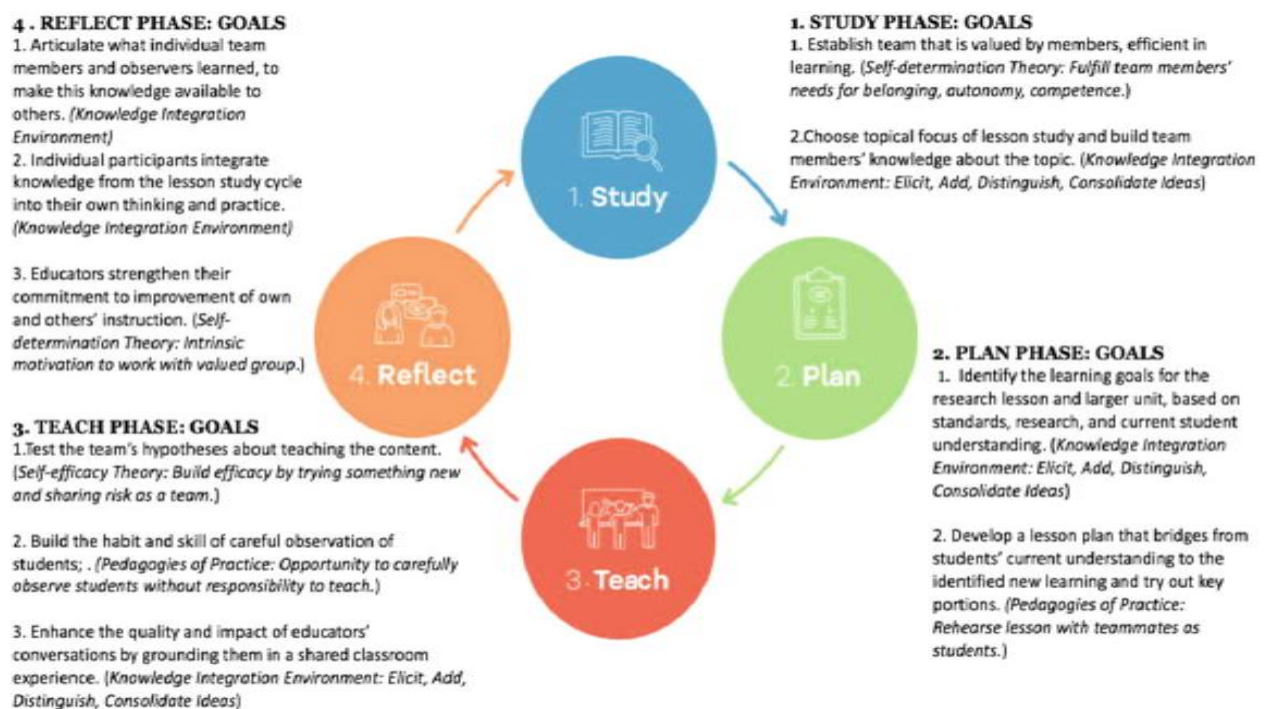 4 . REFLECT PHASE: GOALS
1. Articulate what individual team
members and observers learned, to
make this knowledge available to
others. (Knowledge Integration
Environment)
2. Individual participants integrate
knowledge from the lesson study cycle
into their own thinking and practice.
(Knowledge Integration Environment)
3. Educators strengthen their
commitment to improvement of own
and others' instruction. (Self-
determination Theory: Intrinsic
motivation to work with valued group.)
1. STUDY PHASE: GOALS
1. Establish team that is valued by members, efficient in
learning. (Self-determination Theory: Fulfill team members'
needs for belonging, autonomy, competence.)
2.Choose topical focus of lesson study and build team
members' knowledge about the topic. (Knowledge Integration
Environment: Elicit, Add, Distinguish, Consolidate Ideas)
1. Study
2. Plan
3. Teach
4. Reflect
2. PLAN PHASE: GOALS
1. Identify the learning goals for the
research lesson and larger unit, based on
standards, research, and current student
understanding. (Knowledge Integration
Environment: Elicit, Add, Distinguish,
Consolidate Ideas)
2. Develop a lesson plan that bridges from
students' current understanding to the
identified new learning and try out key
portions. (Pedagogies of Practice:
Rehearse lesson with teammates as
students.)
3. TEACH PHASE: GOALS
1.Test the team's hypotheses about teaching the content.
(Self-efficacy Theory: Build efficacy by trying something new
and sharing risk as a team.)
2. Build the habit and skill of careful observation of
students; . (Pedagogies of Practice: Opportunity to carefully
observe students without responsibility to teach.)
3. Enhance the quality and impact of educators'
conversations by grounding them in a shared classroom
experience. (Knowledge Integration Environment: Elicit, Add,
Distinguish, Consolidate Ideas)